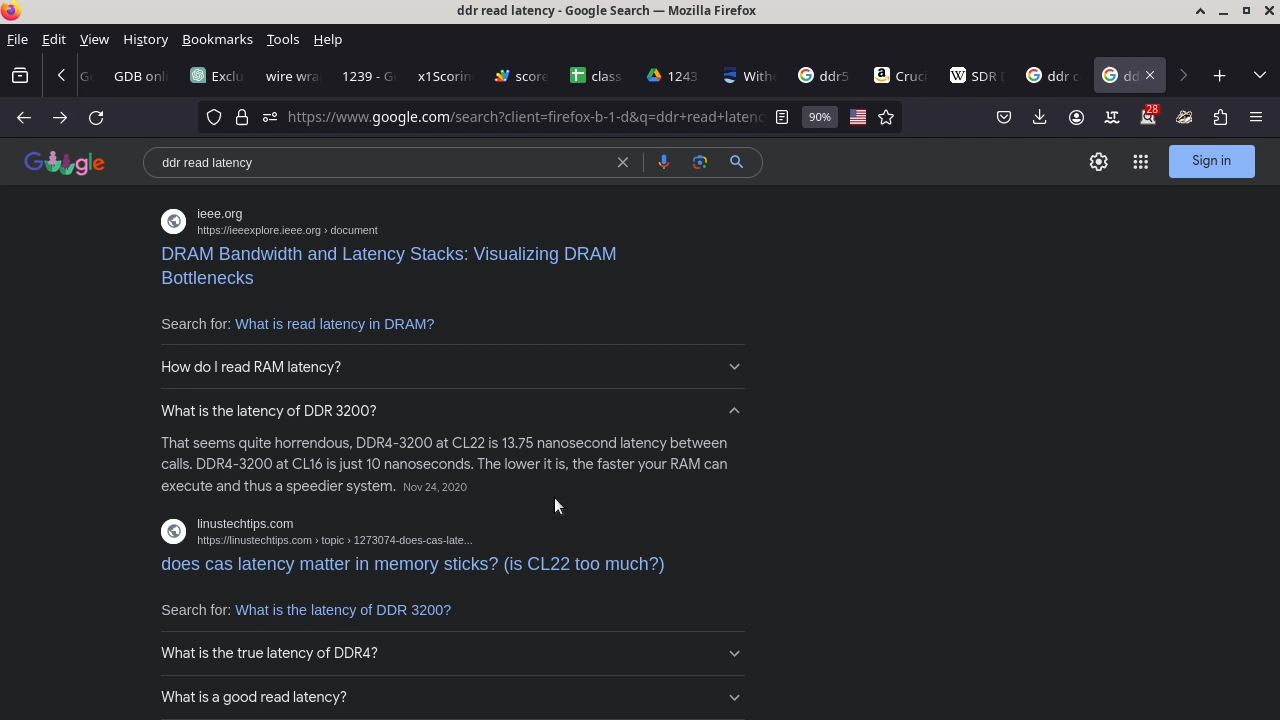 ddr read latency - Google Search — Mozilla Firefox
File Edit View History Bookmarks Tools Help
GDB onl Exclu wire wra 1239 - G x1Scorin score class 1243 With ddr5 Cruci SDR D ddr c dd
https://www.google.com/search?client=firefox-b-1-d&q=ddr+read+latenc 90% 28
Google ddr read latency Sign in
ieee.org
https://ieeexplore.ieee.org › document
DRAM Bandwidth and Latency Stacks: Visualizing DRAM
Bottlenecks
Search for: What is read latency in DRAM?
How do I read RAM latency?
What is the latency of DDR 3200?
That seems quite horrendous, DDR4-3200 at CL22 is 13.75 nanosecond latency between
calls. DDR4-3200 at CL16 is just 10 nanoseconds. The lower it is, the faster your RAM can
execute and thus a speedier system. Nov 24, 2020
linustechtips.com
https://linustechtips.com › topic › 1273074-does-cas-late...
does cas latency matter in memory sticks? (is CL22 too much?)
Search for: What is the latency of DDR 3200?
What is the true latency of DDR4?
What is a good read latency?